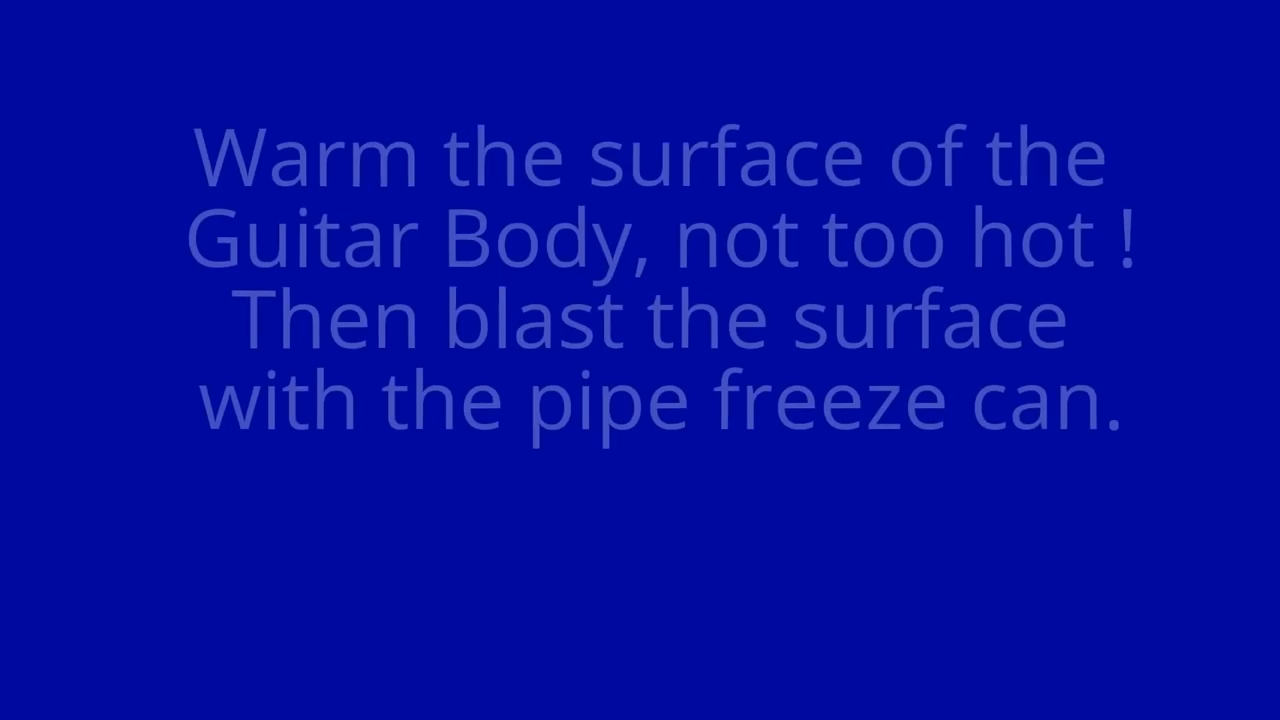 Warm the surface of the
Guitar Body, not too hot !
Then blast the surface
with the pipe freeze can.